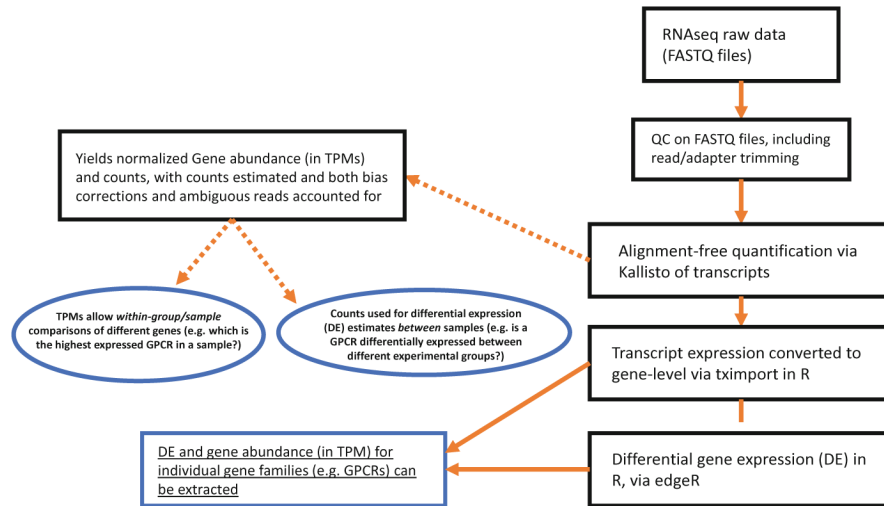 RNAseq raw data
(FASTQ files)
QC on FASTQ files, including
read/adapter trimming
Yields normalized Gene abundance (in TPMs)
and counts, with counts estimated and both bias
corrections and ambiguous reads accounted for
Alignment-free quantification via
Kallisto of transcripts
TPMs allow within-group/sample
comparisons of different genes (e.g. which is
the highest expressed GPCR in a sample?)
Counts used for differential expression
(DE) estimates between samples (e.g. is a
GPCR differentially expressed between
different experimental groups?)
Transcript expression converted to
gene-level via tximport in R
DE and gene abundance (in TPM) for
individual gene families (e.g. GPCRs) can
be extracted
Differential gene expression (DE) in
R, via edgeR